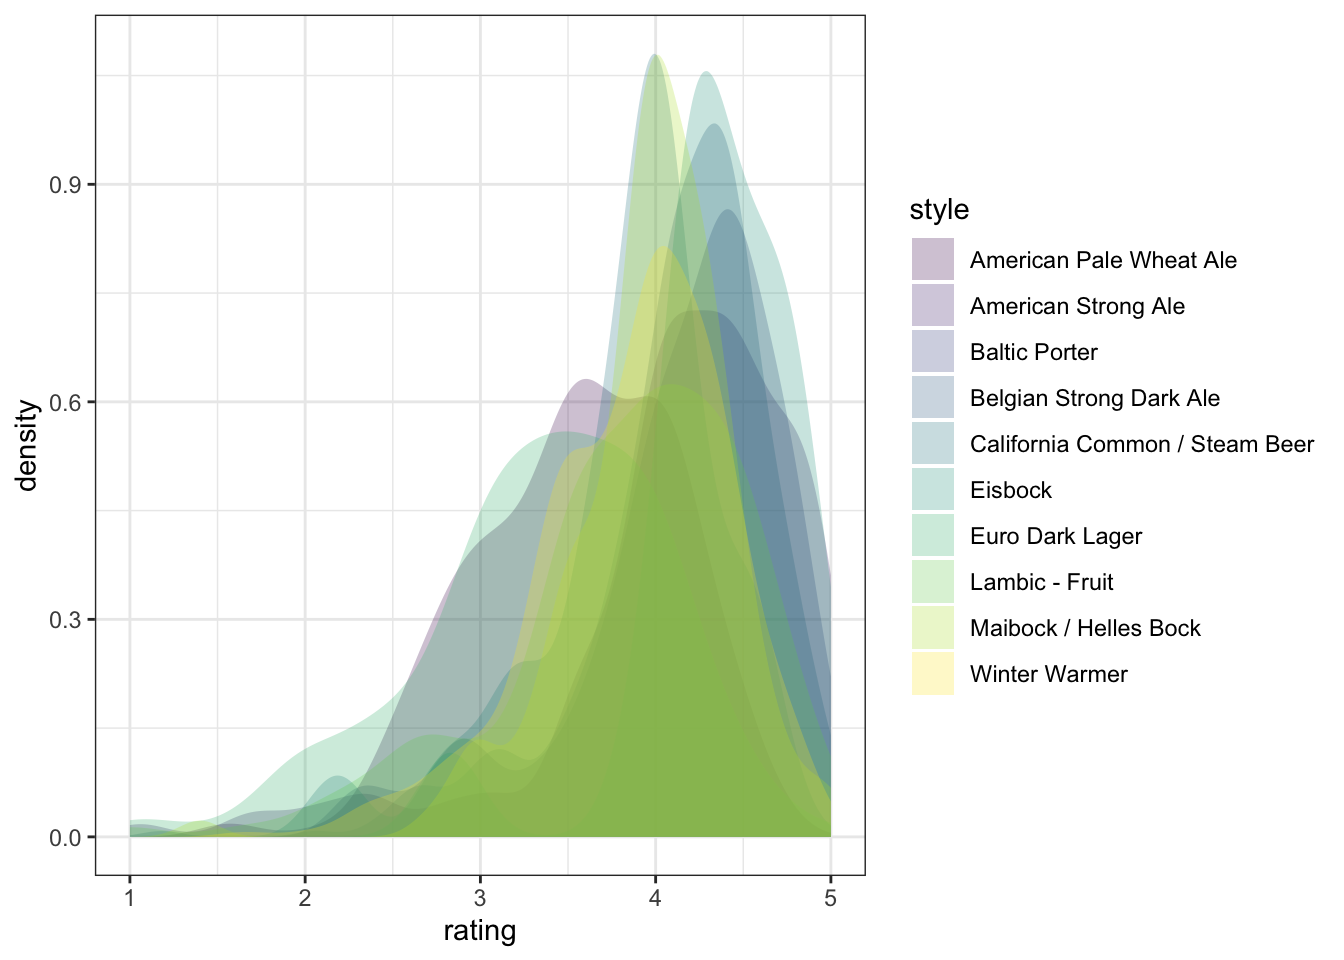 0.9
0.6
0.3
0.0
density
1 2 3 4 5
rating
style
American Pale Wheat Ale
American Strong Ale
Baltic Porter
Belgian Strong Dark Ale
California Common / Steam Beer
Eisbock
Euro Dark Lager
Lambic - Fruit
Maibock / Helles Bock
Winter Warmer